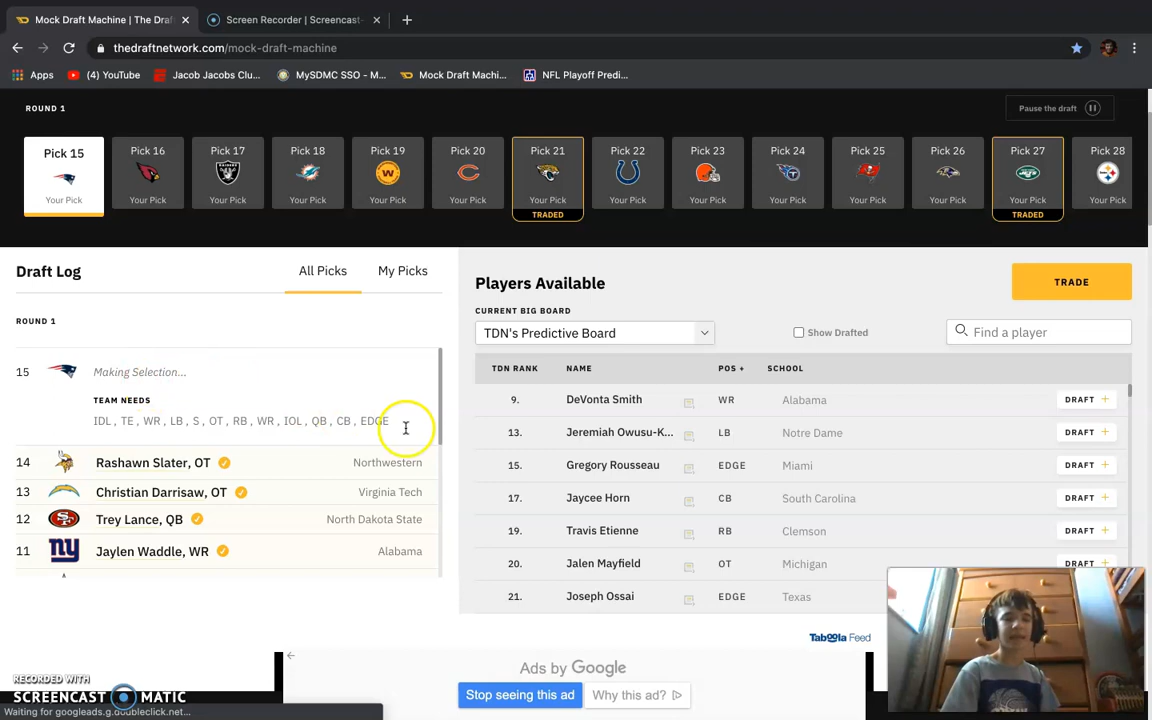 Mock Draft Machine | The Draf
Screen Recorder | Screencast-
thedraftnetwork.com/mock-draft-machine
Apps (4) YouTube Jacob Jacobs Clu... MySDMC SSO - M... Mock Draft Machi... NFL Playoff Predi...
ROUND 1
Pause the draft
Pick 15 Pick 16 Pick 17 Pick 18 Pick 19 Pick 20 Pick 21 Pick 22 Pick 23 Pick 24 Pick 25 Pick 26 Pick 27 Pick 28
W
Your Pick Your Pick Your Pick Your Pick Your Pick Your Pick Your Pick Your Pick Your Pick Your Pick Your Pick Your Pick Your Pick Your Pick
TRADED TRADED
Draft Log All Picks My Picks
ROUND 1
15 Making Selection...
TEAM NEEDS
IDL , TE , WR , LB , S , OT , RB , WR , IOL , QB , CB , EDGE
14 Rashawn Slater, OT Northwestern
13 Christian Darrisaw, OT Virginia Tech
12 Trey Lance, QB North Dakota State
11 Jaylen Waddle, WR Alabama
Players Available TRADE
CURRENT BIG BOARD
TDN's Predictive Board Show Drafted Find a player
TDN RANK NAME POS + SCHOOL
9. DeVonta Smith WR Alabama DRAFT +
13. Jeremiah Owusu-K... LB Notre Dame DRAFT +
15. Gregory Rousseau EDGE Miami DRAFT +
17. Jaycee Horn CB South Carolina DRAFT +
19. Travis Etienne RB Clemson DRAFT +
20. Jalen Mayfield OT Michigan DRAFT +
21. Joseph Ossai EDGE Texas
Taboola Feed
Ads by Google
Stop seeing this ad Why this ad?
RECORDED WITH
SCREENCAST MATIC
Waiting for googleads.g.doubleclick.net...